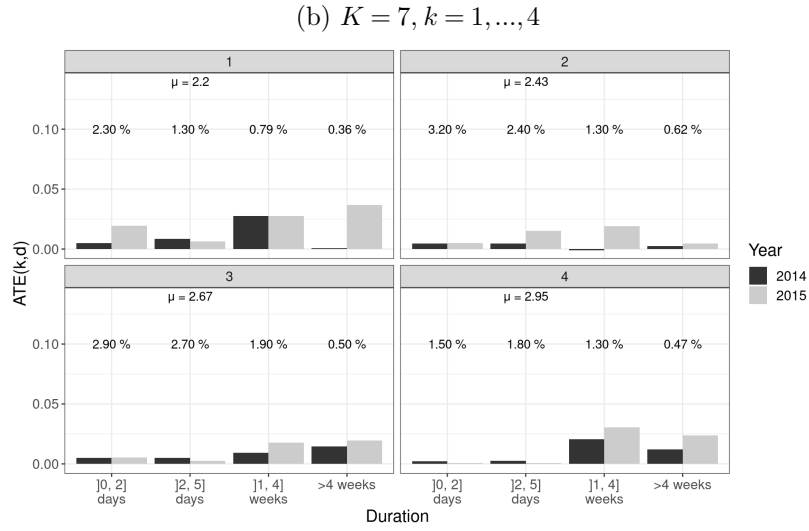 (b) K = 7, k = 1, ..., 4
1
2
μ = 2.2
μ = 2.43
2.30 % 1.30 % 0.79 % 0.36 %
3.20 % 2.40 % 1.30 % 0.62 %
0.10
0.05
0.00
3
4
μ = 2.67
μ = 2.95
2.90 % 2.70 % 1.90 % 0.50 %
1.50 % 1.80 % 1.30 % 0.47 %
0.10
0.05
0.00
ATE(k,d)
]0, 2] days
]2, 5] days
]1, 4] weeks
>4 weeks
]0, 2] days
]2, 5] days
]1, 4] weeks
>4 weeks
Duration
Year
2014
2015